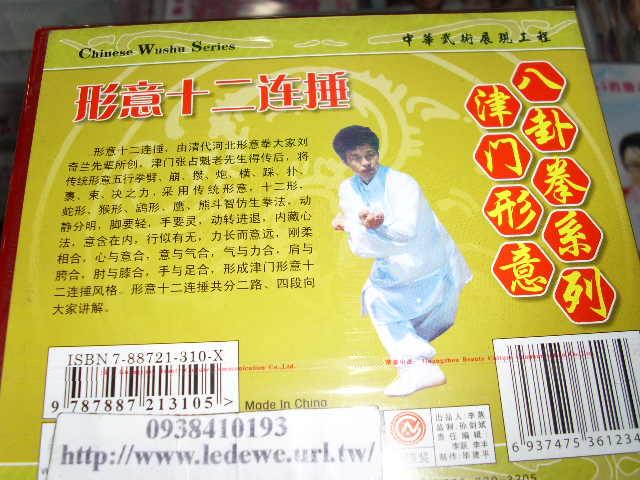 Chinese Wushu Series
中華武術展現工程
形意十二连捶
津门形意
八卦拳系列
形意十二连捶，由清代河北形意拳大家刘
奇兰先辈所创。津门张占魁老先生得传后，将
传统形意五行拳劈、崩、攒、炮、横、踩、扑、
裹、束、决之力，采用传统形意，十二形，
蛇形、猴形、鹞形、鹰、熊斗智仿生拳法，动
静分明，脚要轻，手要灵，动转进退，内藏心
法，意含在内，行似有无，力长而意远，刚柔
相合，心与意合，意与气合，气与力合，肩与
胯合，肘与膝合，手与足合，形成津门形意十
二连捶风格。形意十二连捶共分二路、四段向
大家讲解。
ISBN 7-88721-310-X
9 787887 213105
Made In China
0938410193
http://www.ledewe.url.tw/
责任编辑：
6 937475 361234